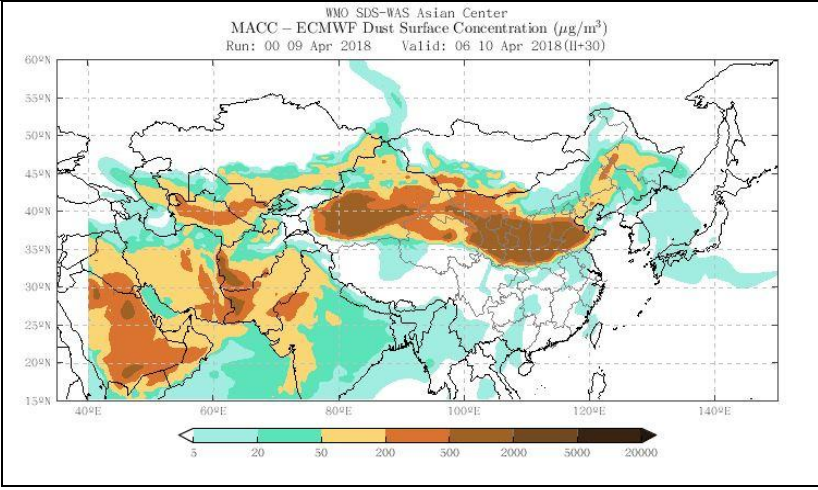 WMO SDS-WAS Asian Center
MACC – ECMWF Dust Surface Concentration (μg/m³)
Run: 00 09 Apr 2018 Valid: 06 10 Apr 2018(H+30)
60ºN
55ºN
50ºN
45ºN
40ºN
35ºN
30ºN
25ºN
20ºN
15ºN
40ºE 60ºE 80ºE 100ºE 120ºE 140ºE
5 20 50 200 500 2000 5000 20000